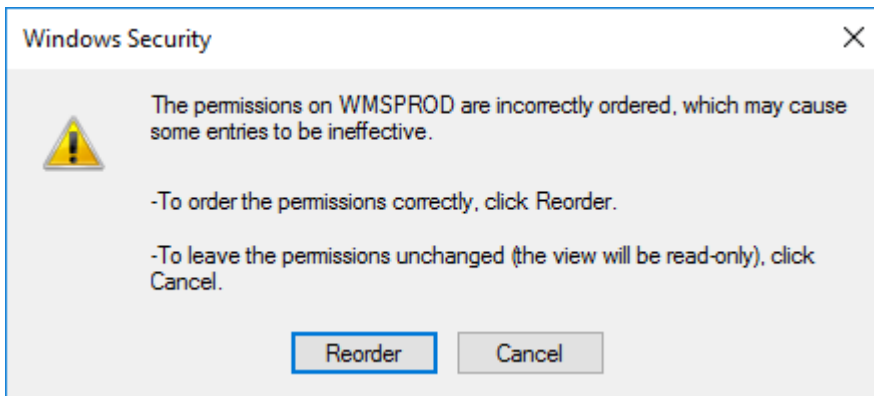 Windows Security
The permissions on WMSPROD are incorrectly ordered, which may cause
some entries to be ineffective.
-To order the permissions correctly, click Reorder.
-To leave the permissions unchanged (the view will be read-only), click
Cancel.
Reorder Cancel